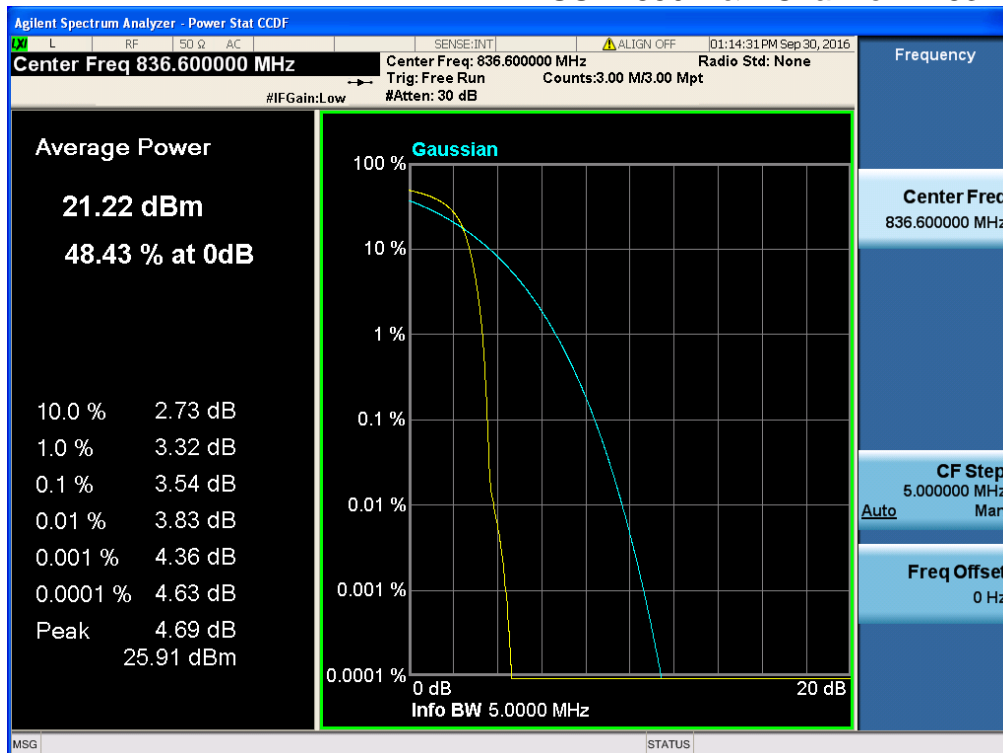 Agilent Spectrum Analyzer - Power Stat CCDF
LXI L RF 50 Ω AC SENSE:INT ALIGN OFF 01:14:31 PM Sep 30, 2016
Center Freq 836.600000 MHz
Center Freq: 836.600000 MHz Radio Std: None
Trig: Free Run Counts:3.00 M/3.00 Mpt
#IFGain:Low #Atten: 30 dB
Frequency
Average Power
21.22 dBm
48.43 % at 0dB
10.0 % 2.73 dB
1.0 % 3.32 dB
0.1 % 3.54 dB
0.01 % 3.83 dB
0.001 % 4.36 dB
0.0001 % 4.63 dB
Peak 4.69 dB
25.91 dBm
Gaussian
100 %
10 %
1 %
0.1 %
0.01 %
0.001 %
0.0001 %
0 dB 20 dB
Info BW 5.0000 MHz
Center Freq
836.600000 MHz
CF Step
5.000000 MHz
Auto Man
Freq Offset
0 Hz
MSG STATUS